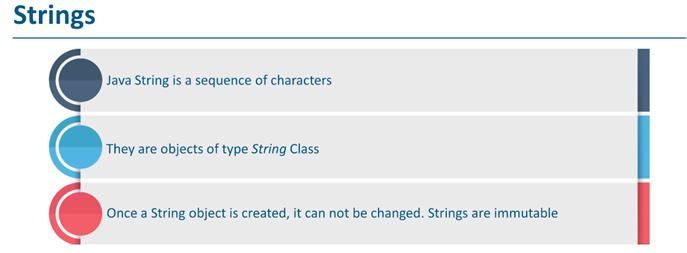 Strings
Java String is a sequence of characters
They are objects of type String Class
Once a String object is created, it can not be changed. Strings are immutable